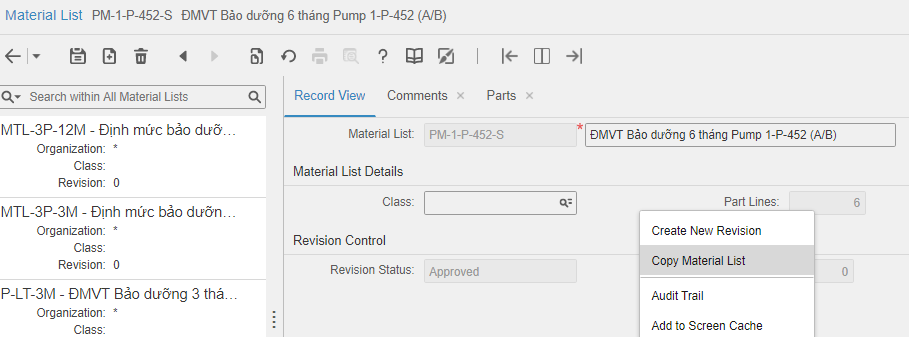 Material List PM-1-P-452-S ĐMVT Bảo dưỡng 6 tháng Pump 1-P-452 (A/B)
Search within All Material Lists
MTL-3P-12M - Định mức bảo dưỡ...
Organization: *
Class:
Revision: 0
MTL-3P-3M - Định mức bảo dưỡn...
Organization: *
Class:
Revision: 0
P-LT-3M - ĐMVT Bảo dưỡng 3 thá...
Organization: *
Class:
Record View Comments × Parts ×
Material List: PM-1-P-452-S * ĐMVT Bảo dưỡng 6 tháng Pump 1-P-452 (A/B)
Material List Details
Class: Part Lines: 6
Revision Control
Revision Status: Approved 0
Create New Revision
Copy Material List
Audit Trail
Add to Screen Cache